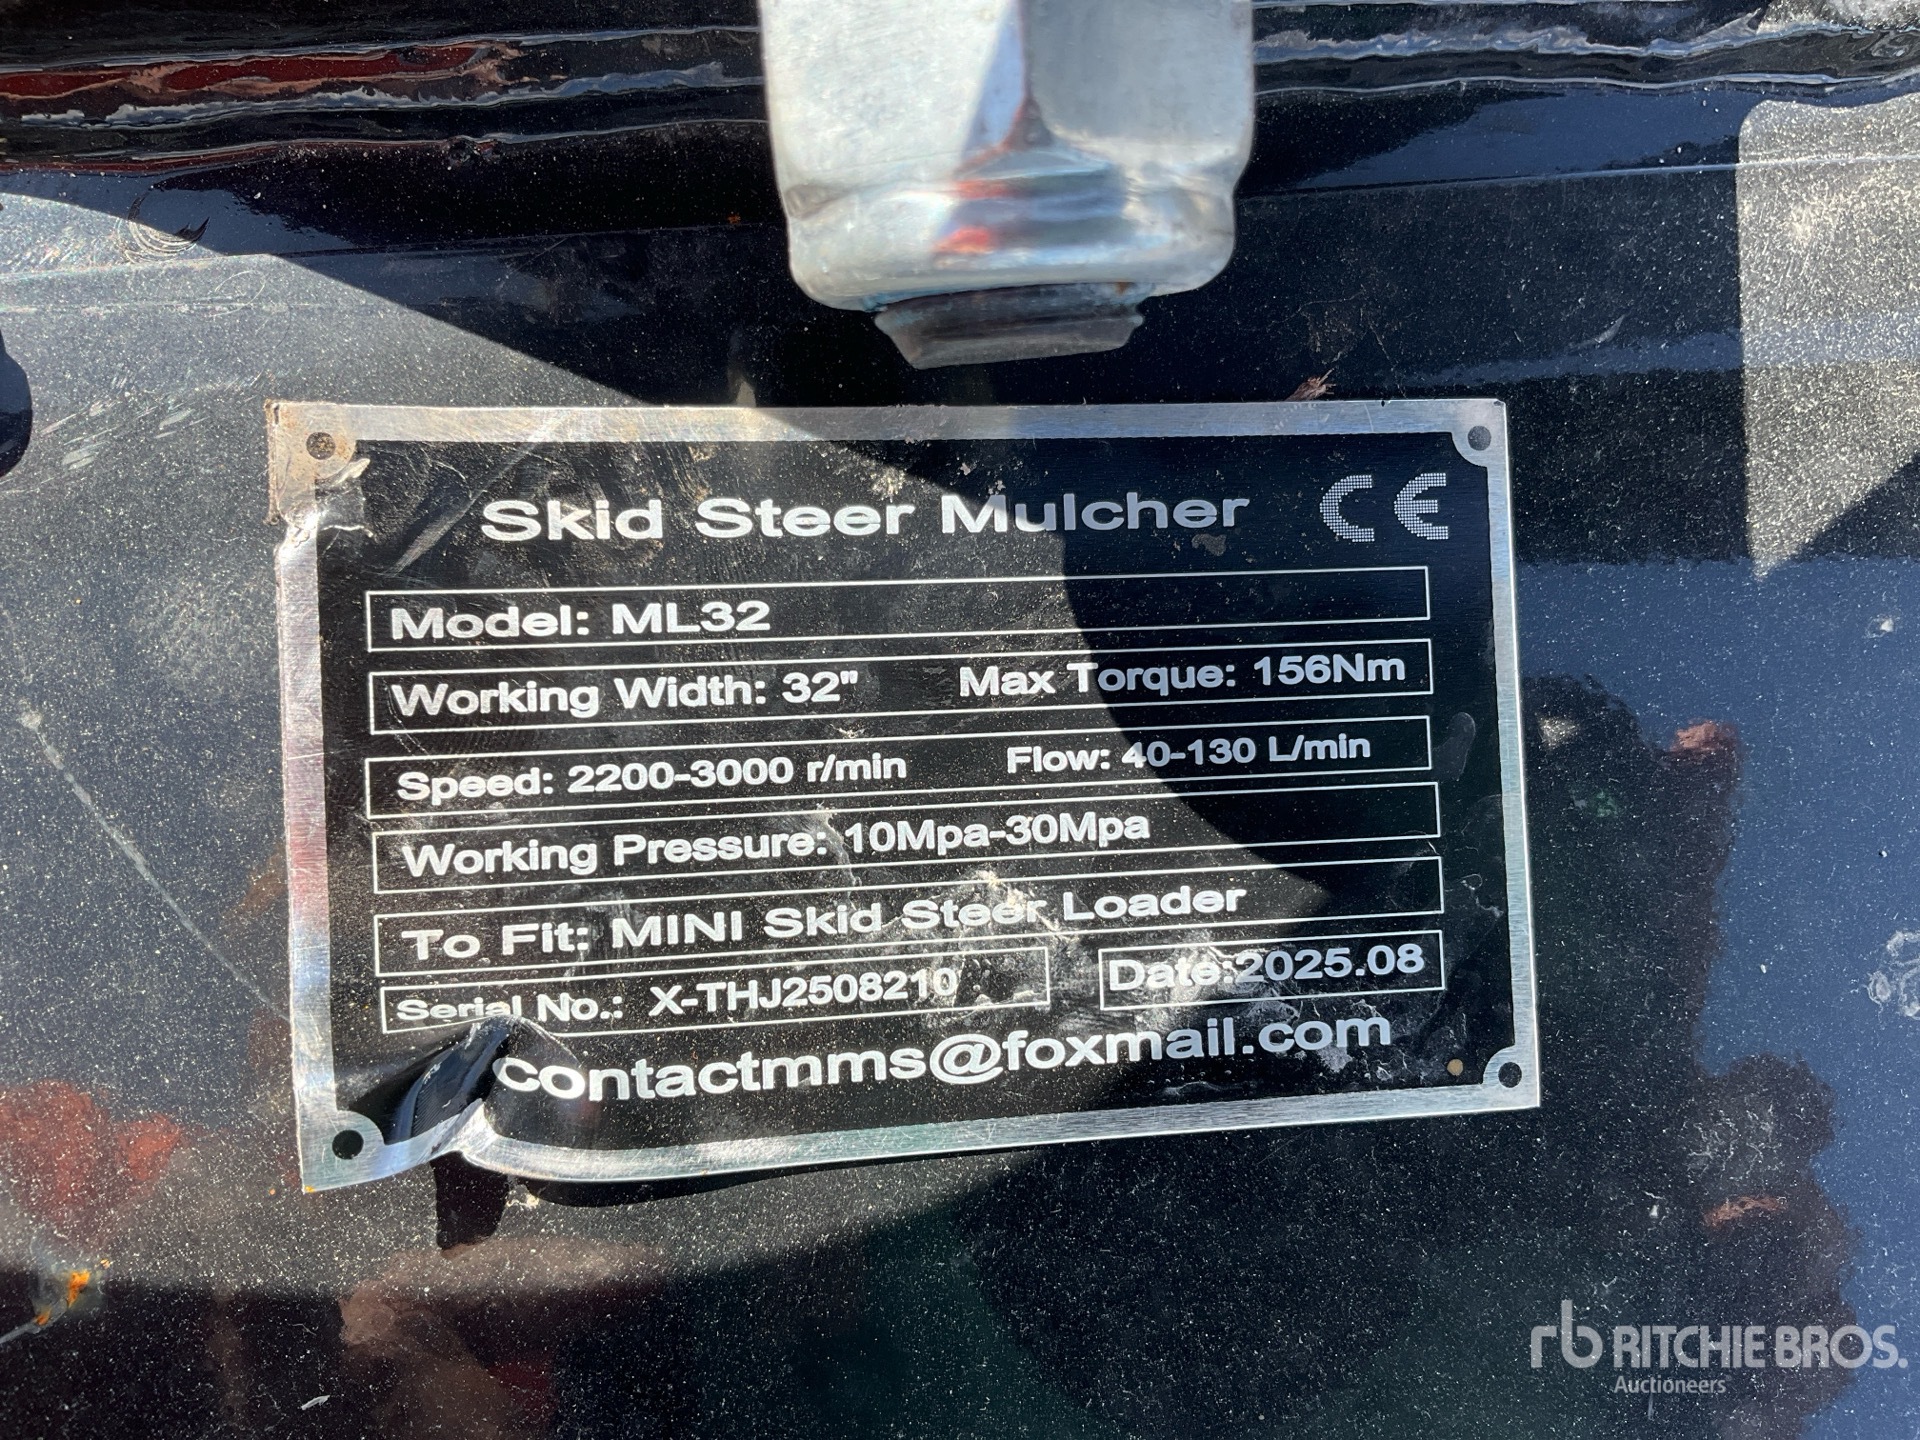 Skid Steer Mulcher CE
Model: ML32
Working Width: 32" Max Torque: 156Nm
Speed: 2200-3000 r/min Flow: 40-130 L/min
Working Pressure: 10Mpa-30Mpa
To Fit: MINI Skid Steer Loader
Serial No.: X-THJ2508210 Date:2025.08
contactmms@foxmail.com
rb RITCHIE BROS.
Auctioneers